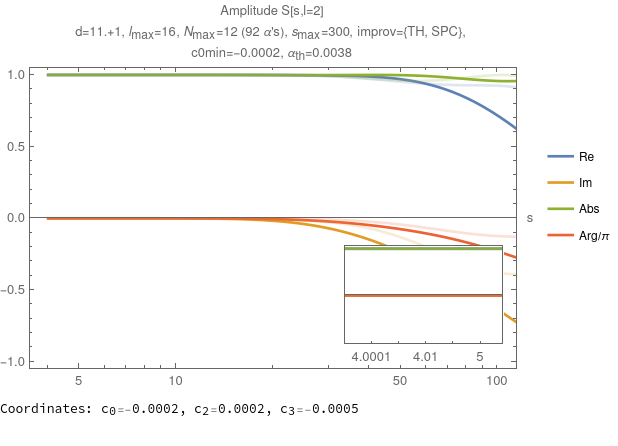 Amplitude S[s,l=2]
d=11.+1, lmax=16, Nmax=12 (92 α's), smax=300, improv={TH, SPC},
c0min=-0.0002, αth=0.0038
1.0
0.5
0.0
-0.5
-1.0
5
10
50
100
s
4.0001
4.01
5
Re
Im
Abs
Arg/π
Coordinates: c0=-0.0002, c2=0.0002, c3=-0.0005